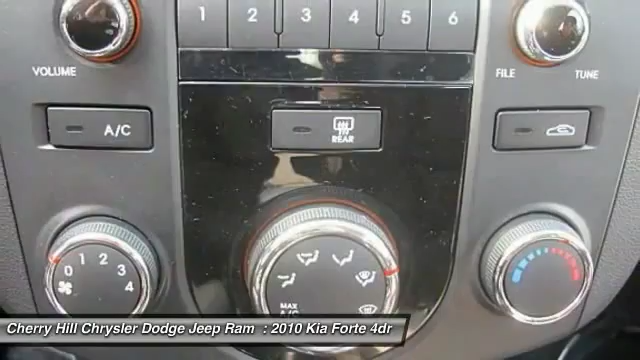 1 2 3 4 5 6
VOLUME
FILE TUNE
A/C
REAR
0 1 2 3 4
MAX
A/C
Cherry Hill Chrysler Dodge Jeep Ram : 2010 Kia Forte 4dr